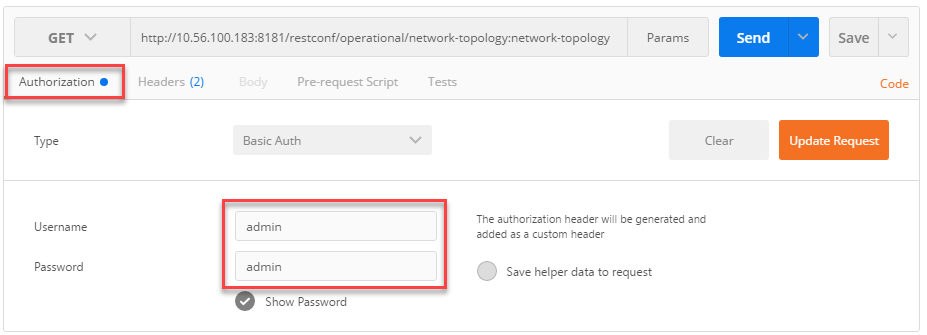 GET http://10.56.100.183:8181/restconf/operational/network-topology:network-topology Params Send Save
Authorization Headers (2) Body Pre-request Script Tests Code
Type Basic Auth Clear Update Request
Username admin The authorization header will be generated and
added as a custom header
Password admin Save helper data to request
Show Password